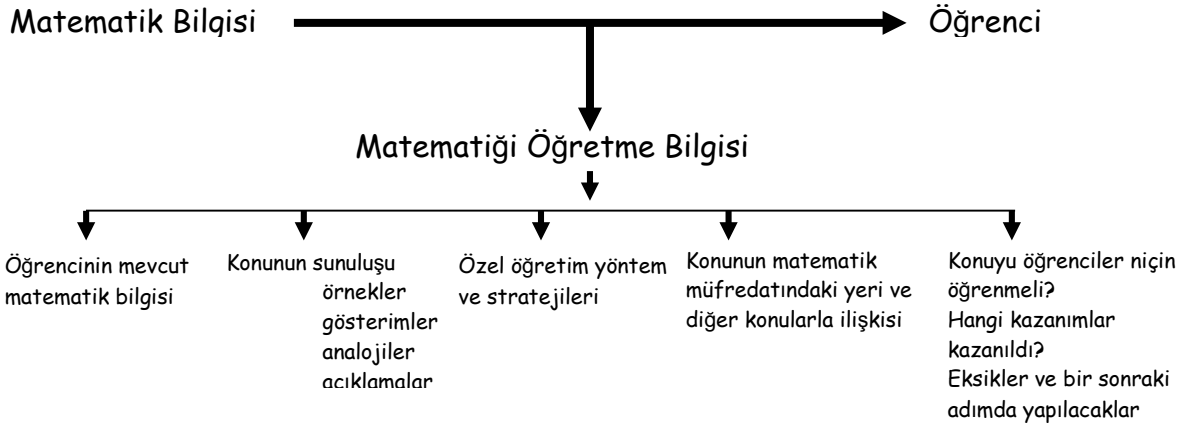 Matematik Bilgisi
Öğrenci
Matematiği Öğretme Bilgisi
Öğrencinin mevcut
matematik bilgisi
Konunun sunuluşu
örnekler
gösterimler
analojiler
açıklamalar
Özel öğretim yöntem
ve stratejileri
Konunun matematik
müfredatındaki yeri ve
diğer konularla ilişkisi
Konuyu öğrenciler niçin
öğrenmeli?
Hangi kazanımlar
kazanıldı?
Eksikler ve bir sonraki
adımda yapılacaklar